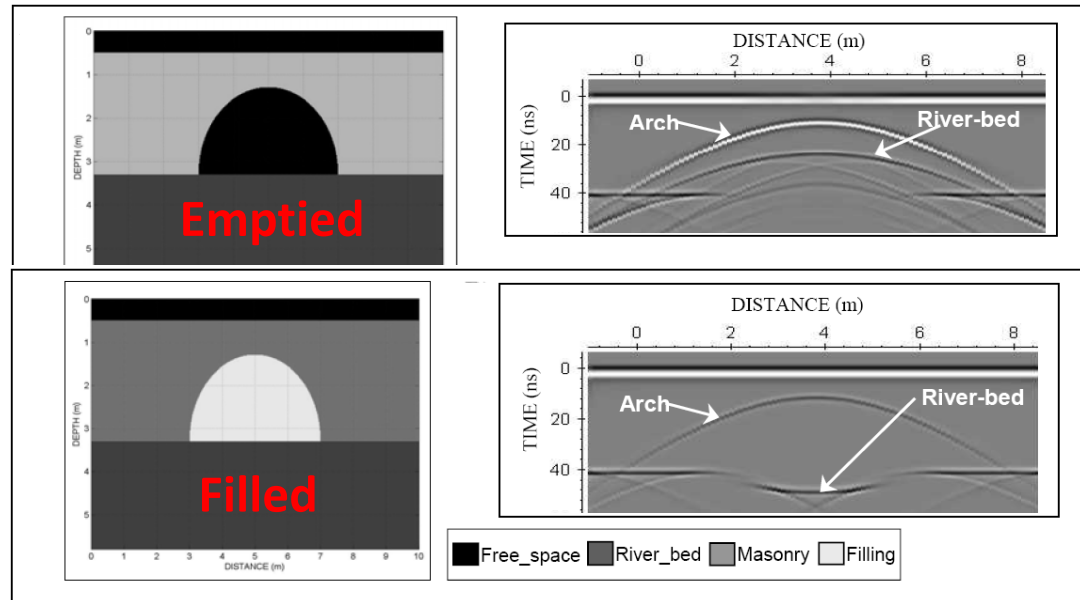 0
1
2
3
4
5
DEPTH (m)
Emptied
DISTANCE (m)
0 2 4 6 8
TIME (ns)
0
20
40
Arch
River-bed
0
1
2
3
4
5
DEPTH (m)
Filled
0 1 2 3 4 5 6 7 8 9 10
DISTANCE (m)
DISTANCE (m)
0 2 4 6 8
TIME (ns)
0
20
40
Arch
River-bed
Free_space River_bed Masonry Filling